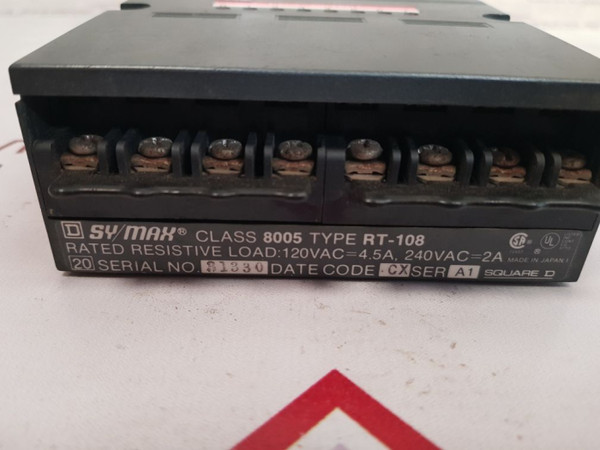 D SY/MAX® CLASS 8005 TYPE RT-108
RATED RESISTIVE LOAD:120VAC=4.5A, 240VAC=2A
MADE IN JAPAN
20 SERIAL NO. S1330 DATE CODE CX SER A1 SQUARE D